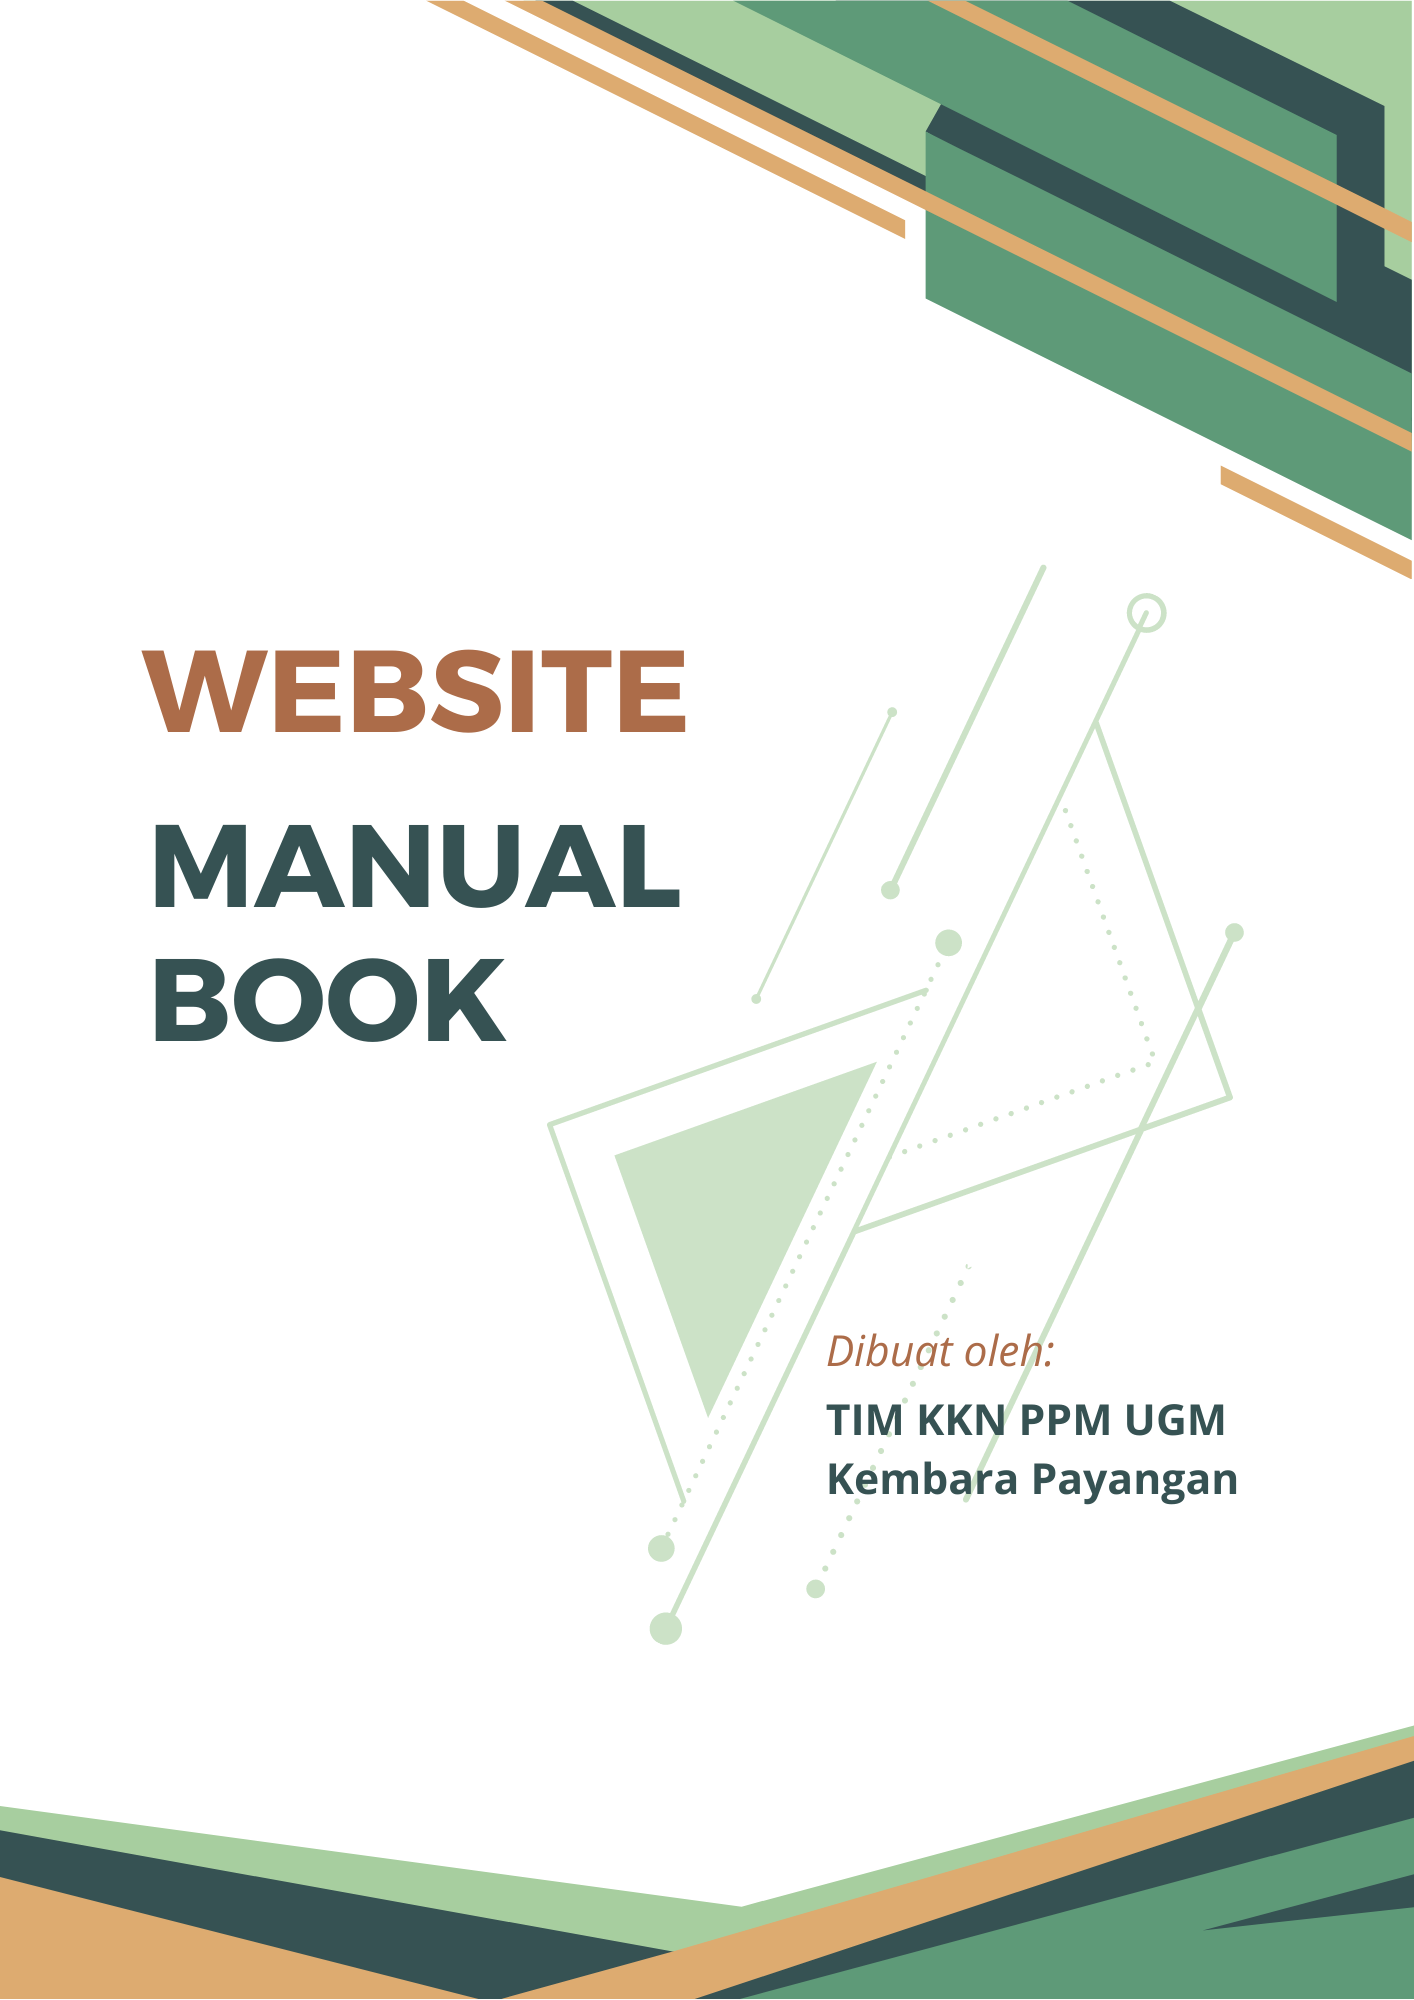 WEBSITE
MANUAL
BOOK
Dibuat oleh:
TIM KKN PPM UGM
Kembara Payangan